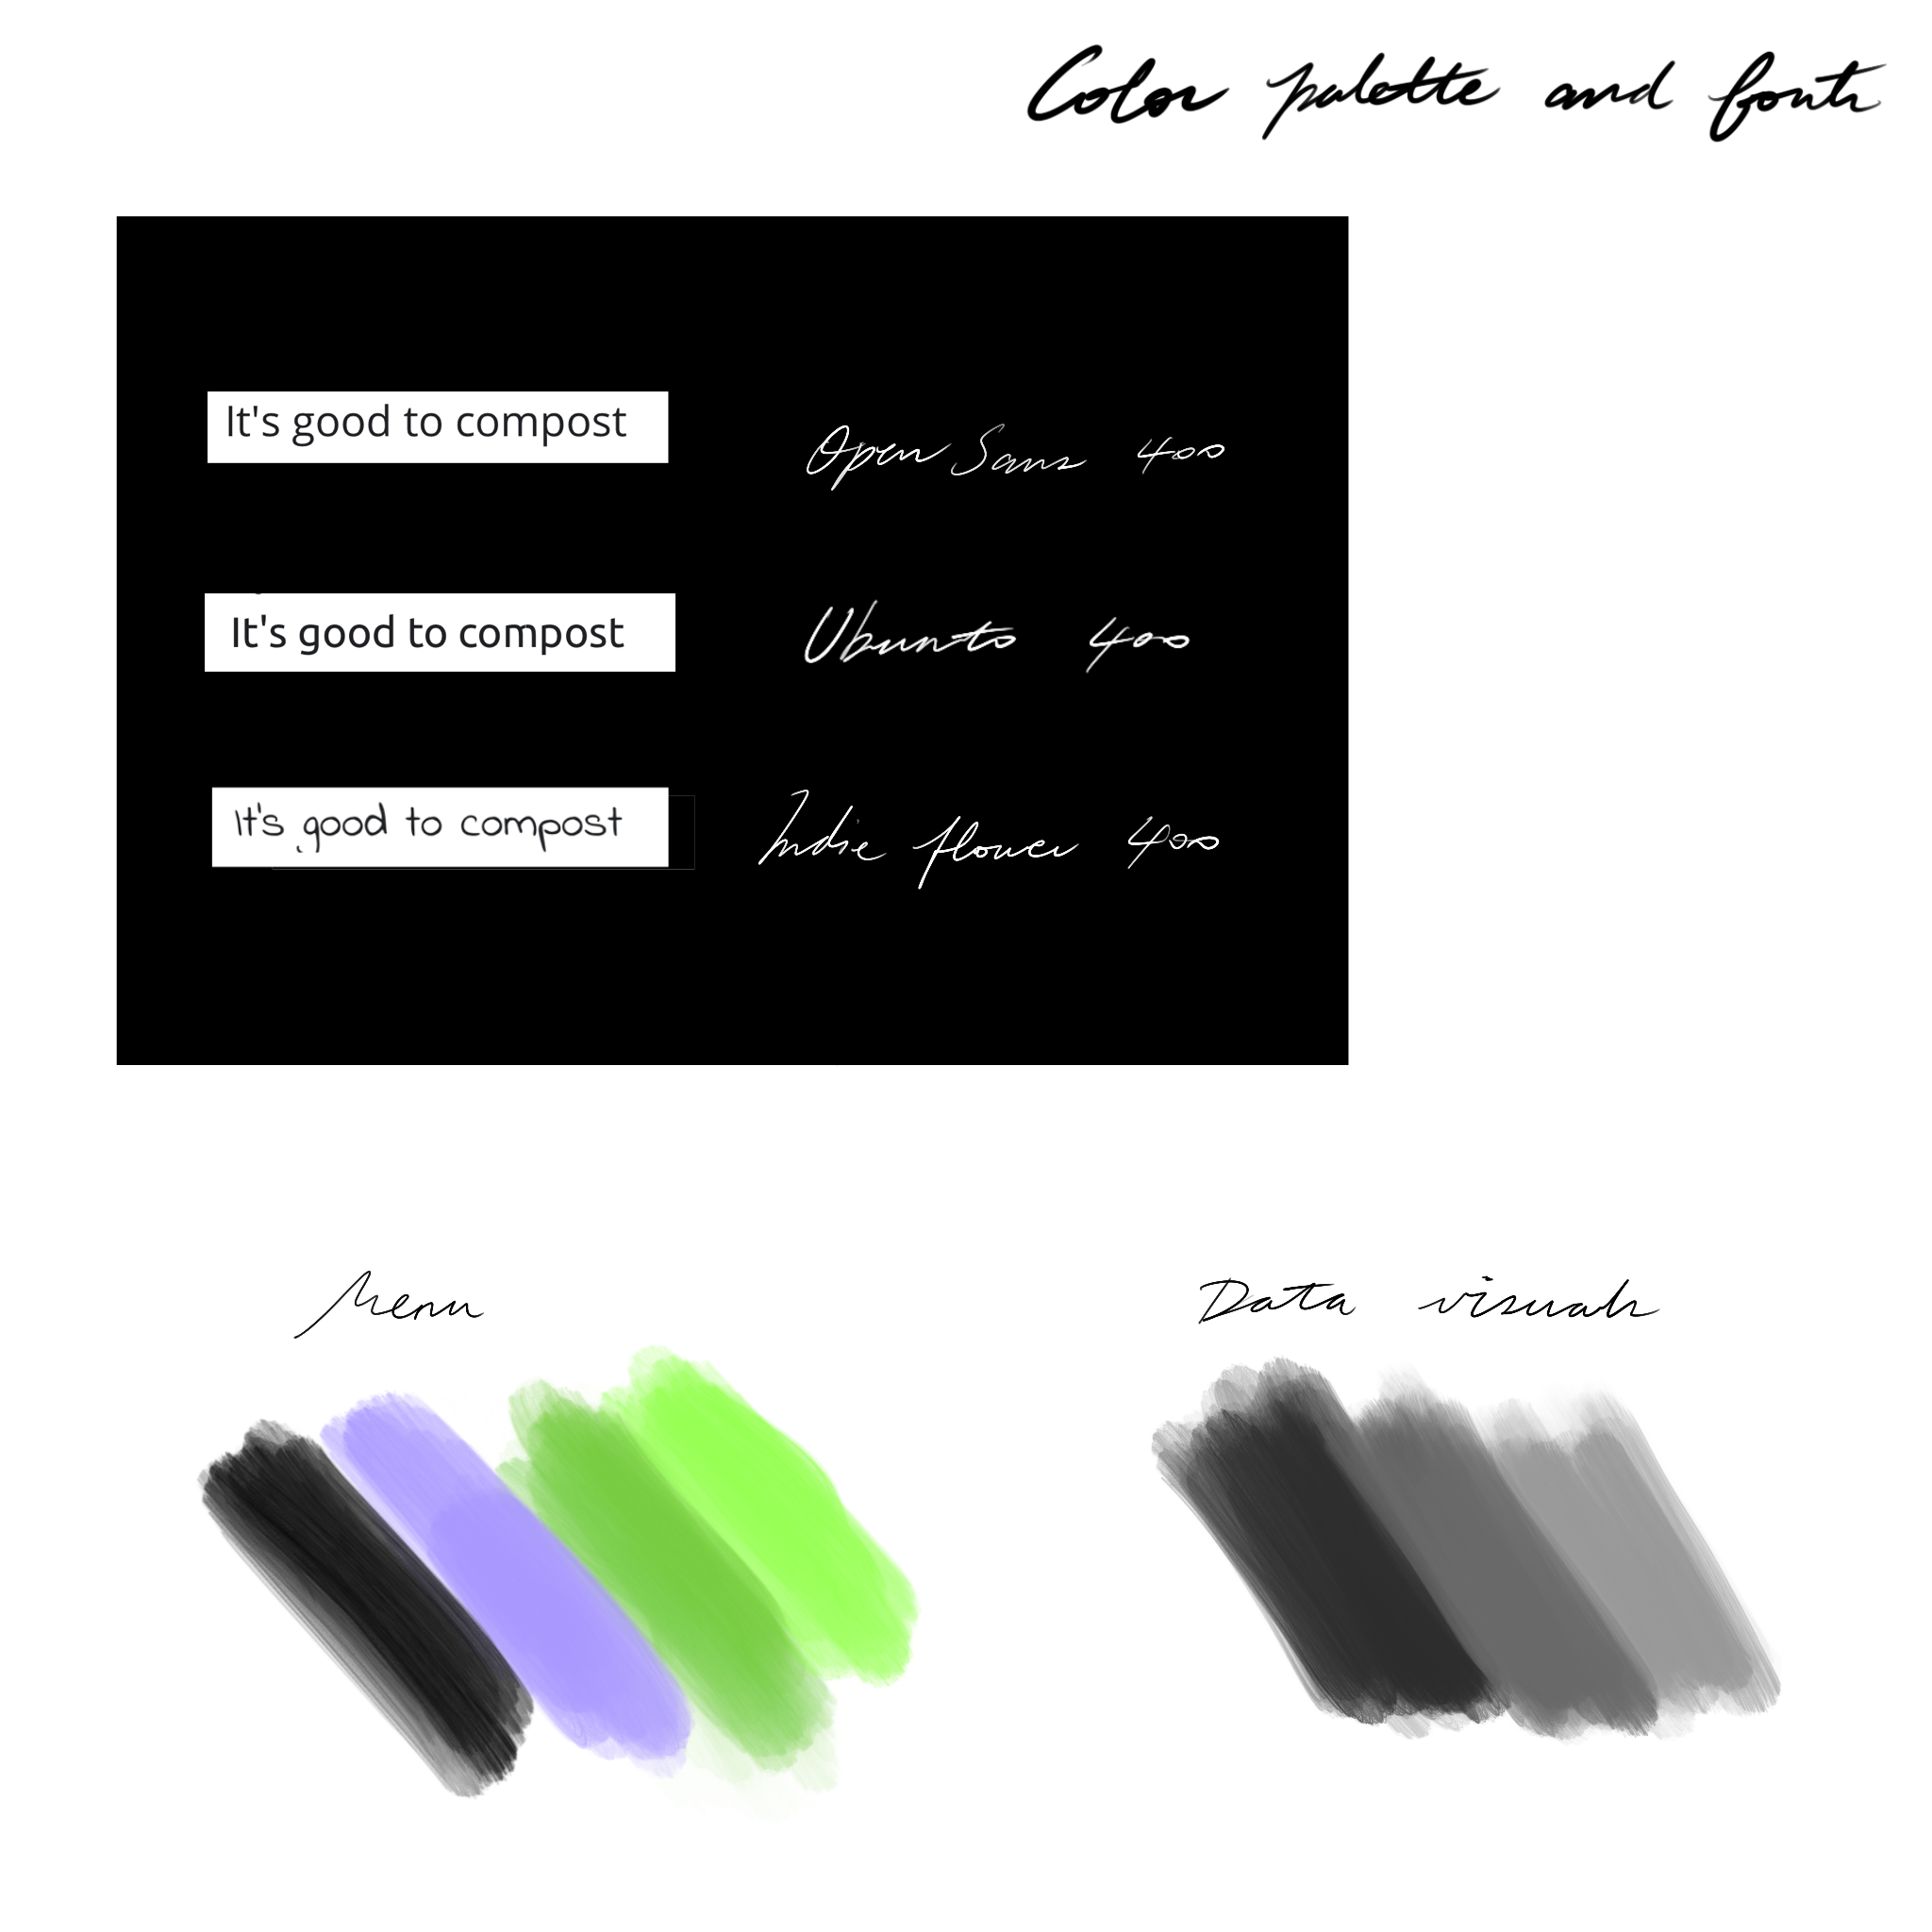 Color palette and fonts
It's good to compost
Open Sans 400
It's good to compost
Ubunto 400
It's good to compost
Indie flower 400
Menu
Data visuals